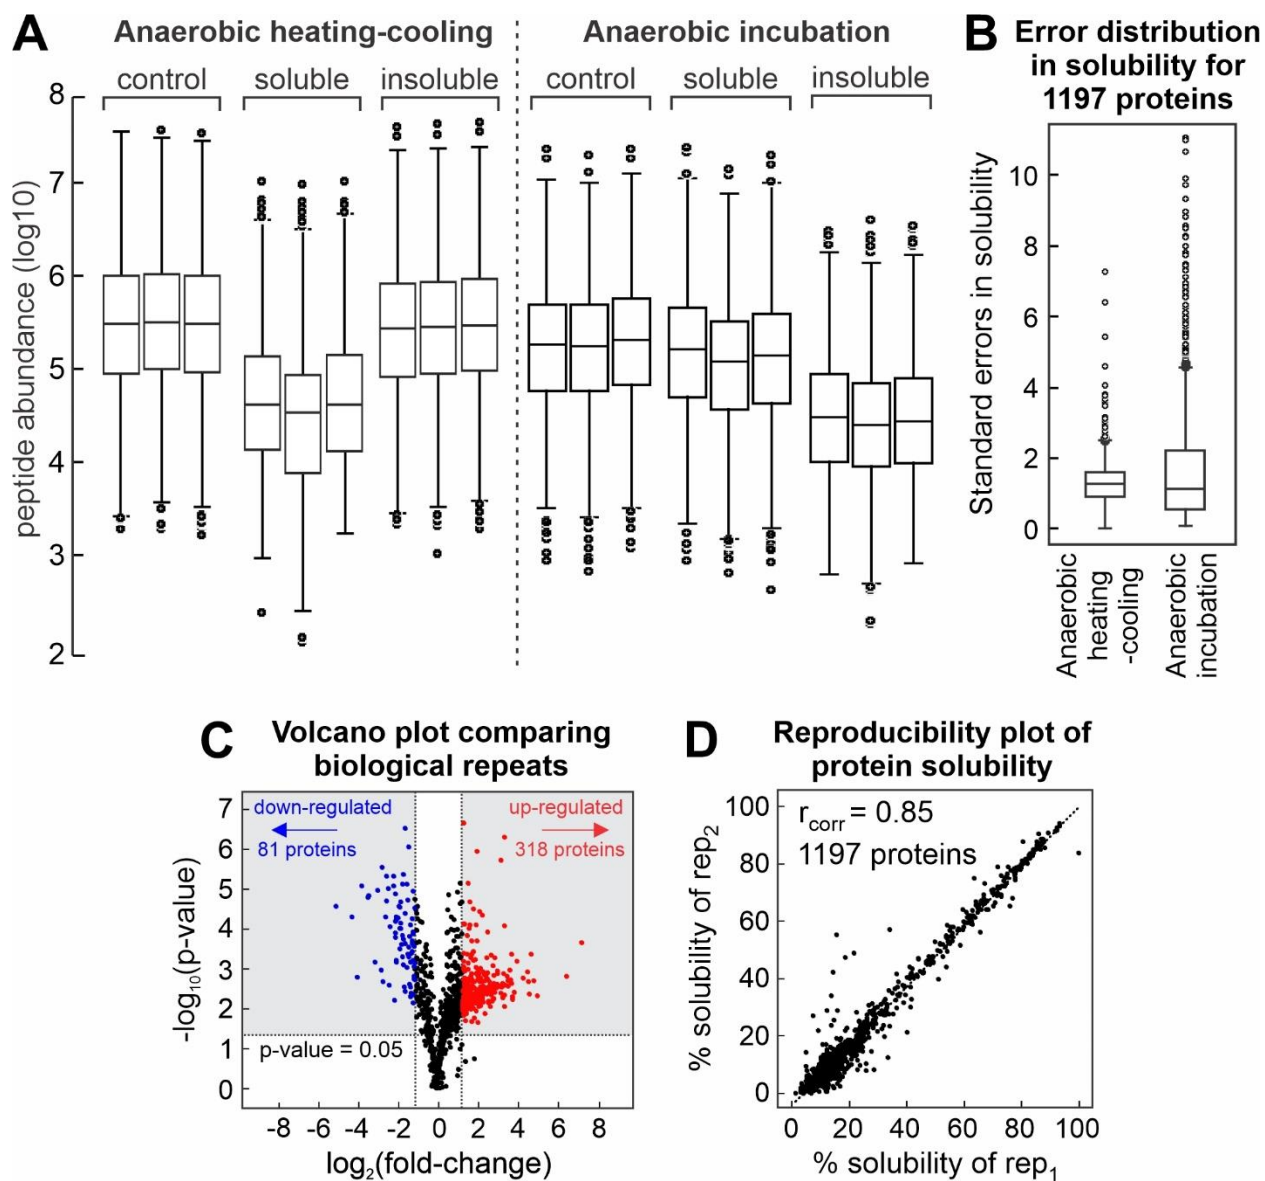 A
Anaerobic heating-cooling
Anaerobic incubation
control
soluble
insoluble
control
soluble
insoluble
peptide abundance (log10)
8
7
6
5
4
3
2
B
Error distribution
in solubility for
1197 proteins
Standard errors in solubility
10
8
6
4
2
0
Anaerobic
heating
-cooling
Anaerobic
incubation
C
Volcano plot comparing
biological repeats
down-regulated
81 proteins
up-regulated
318 proteins
p-value = 0.05
-log₁₀(p-value)
7
6
5
4
3
2
1
0
-8 -6 -4 -2 0 2 4 6 8
log₂(fold-change)
D
Reproducibility plot of
protein solubility
r_corr = 0.85
1197 proteins
% solubility of rep₂
100
80
60
40
20
0
0 20 40 60 80 100
% solubility of rep₁